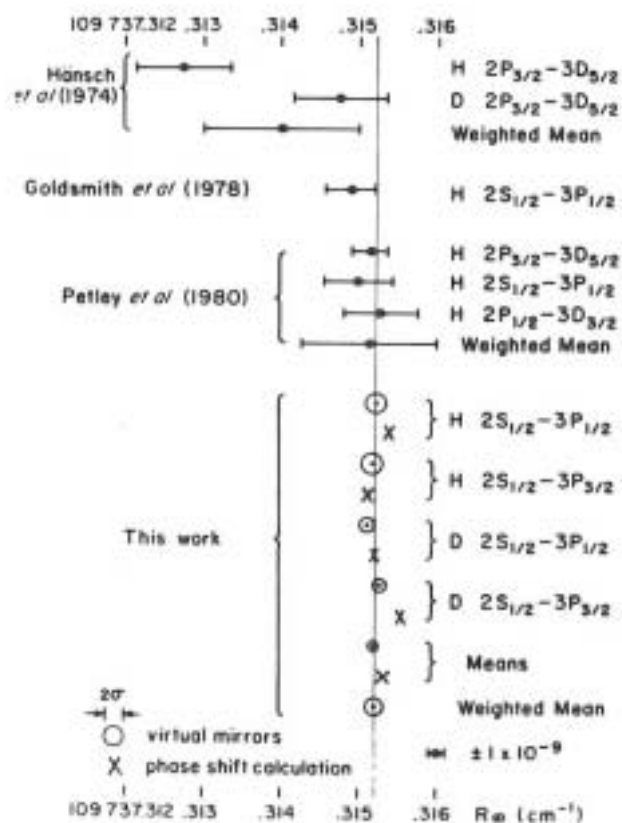 109 737.312 .313 .314 .315 .316
Hänsch
et al (1974)
H 2P3/2–3D5/2
D 2P3/2–3D5/2
Weighted Mean
Goldsmith et al (1978)
H 2S1/2–3P1/2
Petley et al (1980)
H 2P3/2–3D5/2
H 2S1/2–3P1/2
H 2P1/2–3D3/2
Weighted Mean
This work
H 2S1/2–3P1/2
H 2S1/2–3P3/2
D 2S1/2–3P1/2
D 2S1/2–3P3/2
Means
Weighted Mean
2σ
virtual mirrors
X phase shift calculation
±1 x 10⁻⁹
109 737.312 .313 .314 .315 .316 R∞ (cm⁻¹)